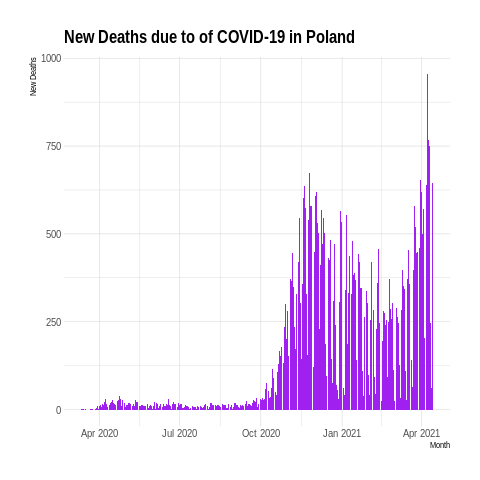 New Deaths due to of COVID-19 in Poland
New Deaths
1000
750
500
250
0
Apr 2020 Jul 2020 Oct 2020 Jan 2021 Apr 2021
Month